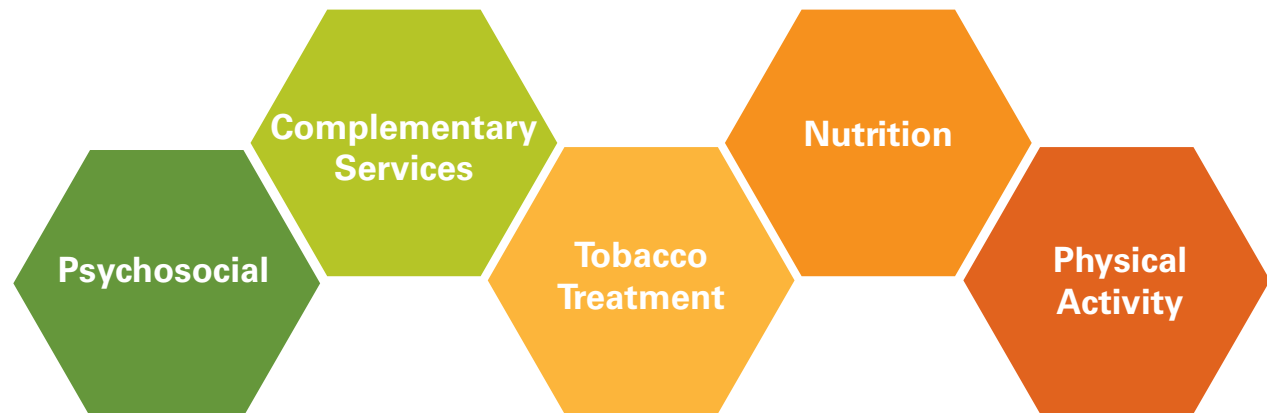 Psychosocial
Complementary
Services
Tobacco
Treatment
Nutrition
Physical
Activity